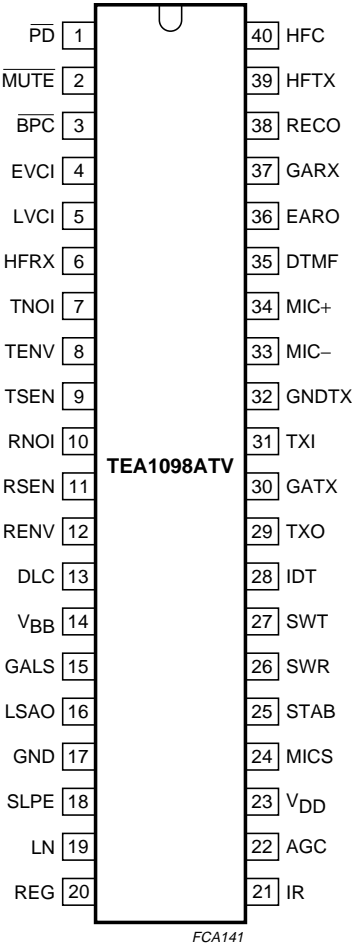 PD 1 40 HFC
MUTE 2 39 HFTX
BPC 3 38 RECO
EVCI 4 37 GARX
LVCI 5 36 EARO
HFRX 6 35 DTMF
TNOI 7 34 MIC+
TENV 8 33 MIC−
TSEN 9 32 GNDTX
RNOI 10 31 TXI
TEA1098ATV
RSEN 11 30 GATX
RENV 12 29 TXO
DLC 13 28 IDT
VBB 14 27 SWT
GALS 15 26 SWR
LSAO 16 25 STAB
GND 17 24 MICS
SLPE 18 23 VDD
LN 19 22 AGC
REG 20 21 IR
FCA141